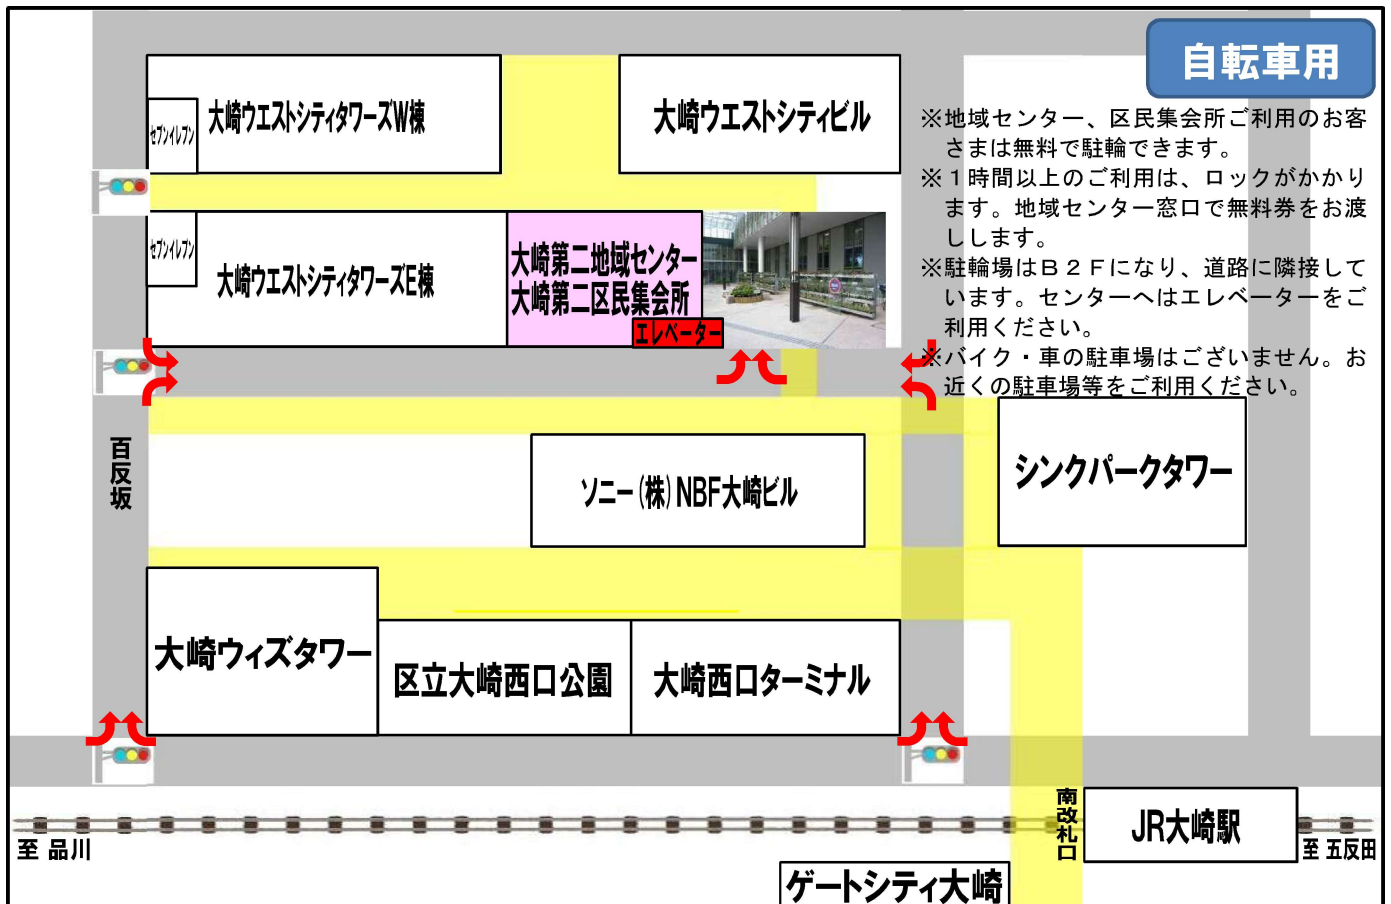 自転車用
※地域センター、区民集会所ご利用のお客
さまは無料で駐輪できます。
※１時間以上のご利用は、ロックがかかり
ます。地域センター窓口で無料券をお渡
しします。
※駐輪場はＢ２Ｆになり、道路に隣接して
います。センターへはエレベーターをご
利用ください。
※バイク・車の駐車場はございません。お
近くの駐車場等をご利用ください。
大崎ウエストシティタワーズW棟
セブンイレブン
大崎ウエストシティビル
セブンイレブン
大崎ウエストシティタワーズE棟
大崎第二地域センター
大崎第二区民集会所
エレベーター
百反坂
ソニー(株)NBF大崎ビル
シンクパークタワー
大崎ウィズタワー
区立大崎西口公園
大崎西口ターミナル
南改札口
JR大崎駅
至 品川
至 五反田
ゲートシティ大崎